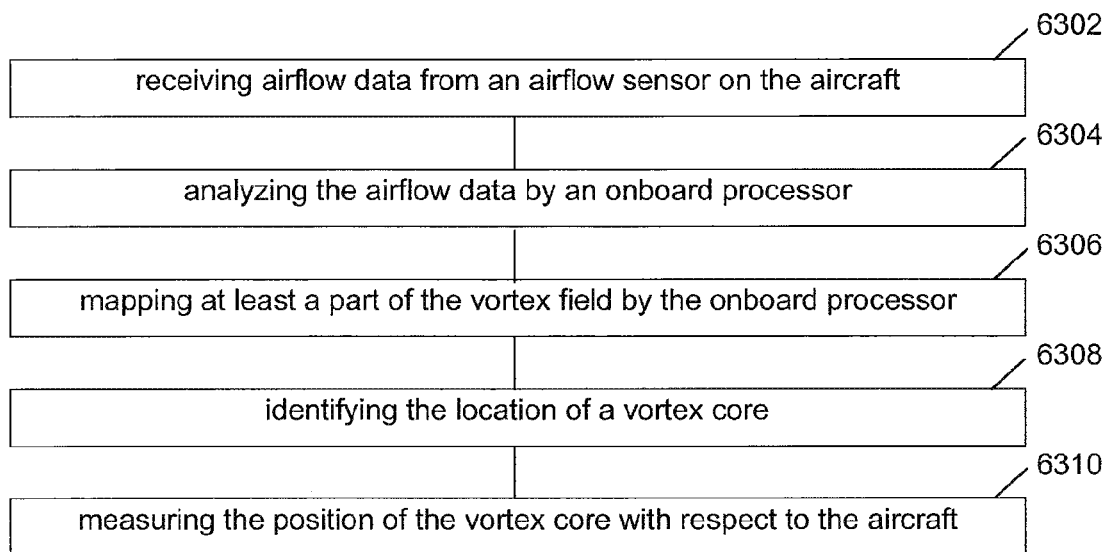 6302
receiving airflow data from an airflow sensor on the aircraft
6304
analyzing the airflow data by an onboard processor
6306
mapping at least a part of the vortex field by the onboard processor
6308
identifying the location of a vortex core
6310
measuring the position of the vortex core with respect to the aircraft